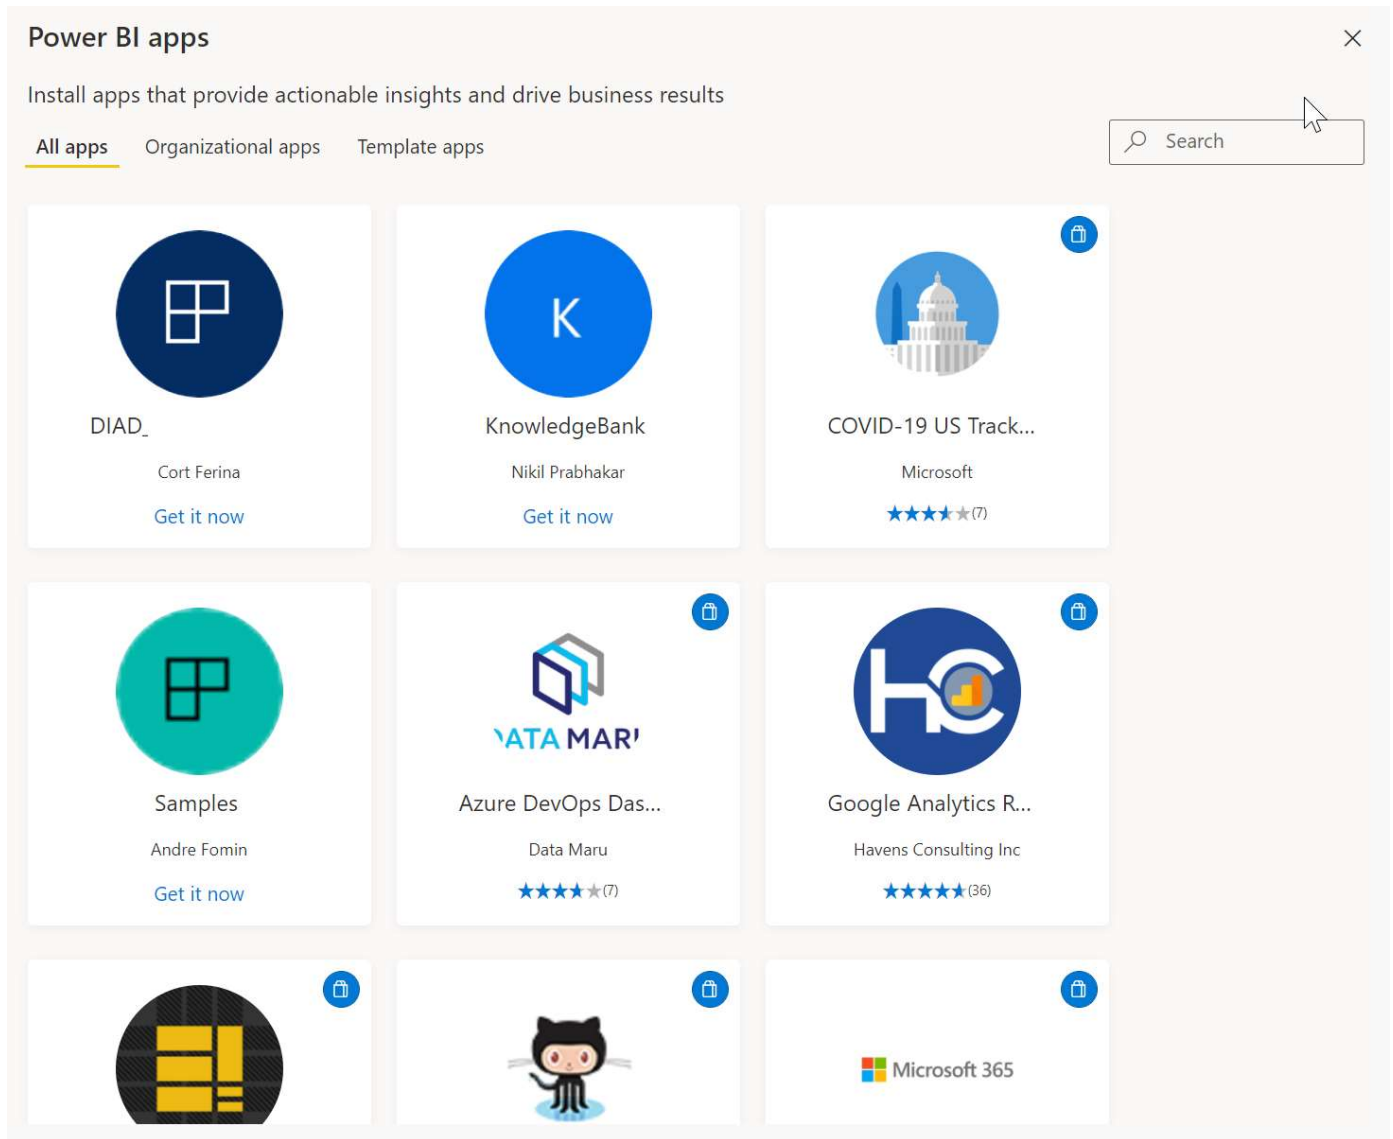 Power BI apps
Install apps that provide actionable insights and drive business results
All apps
Organizational apps
Template apps
Search
K
DIAD_
KnowledgeBank
COVID-19 US Track...
Cort Ferina
Nikil Prabhakar
Microsoft
Get it now
Get it now
(7)
DATA MARU
HC
Samples
Azure DevOps Das...
Google Analytics R...
Andre Fomin
Data Maru
Havens Consulting Inc
Get it now
(7)
(36)
Microsoft 365